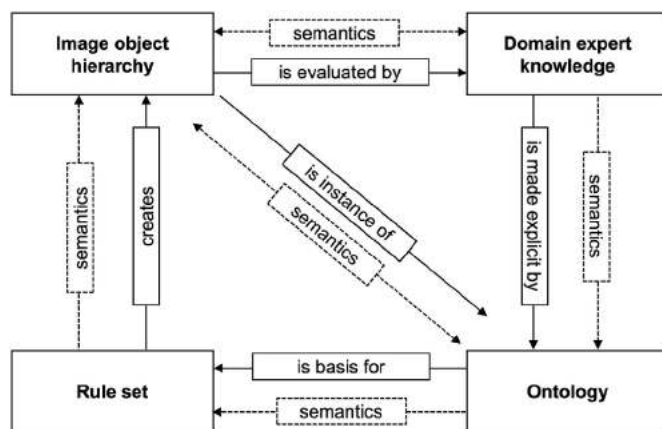 Image object
hierarchy
semantics
is evaluated by
Domain expert
knowledge
semantics
creates
is instance of
semantics
is made explicit by
semantics
Rule set
is basis for
semantics
Ontology